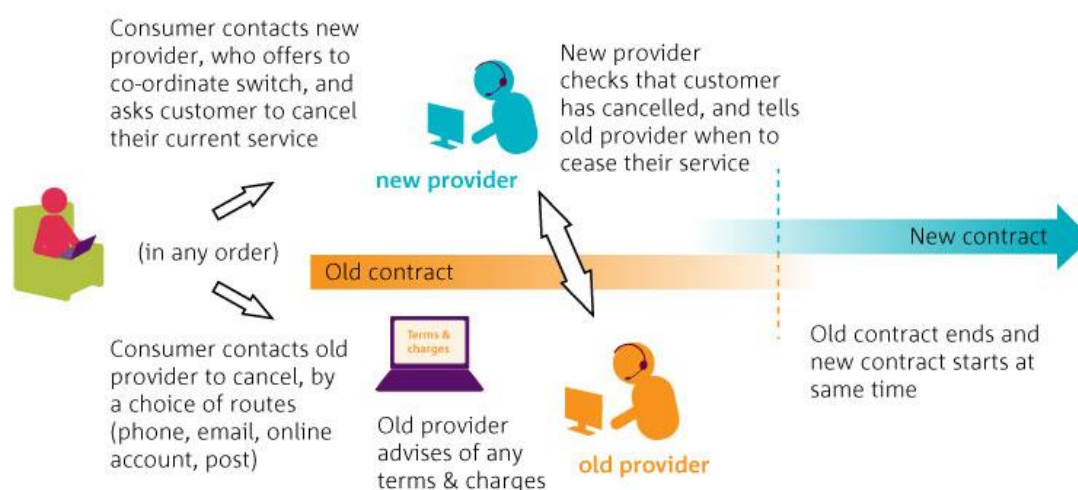 Consumer contacts new
provider, who offers to
co-ordinate switch, and
asks customer to cancel
their current service
new provider
New provider
checks that customer
has cancelled, and tells
old provider when to
cease their service
(in any order)
Old contract
New contract
Consumer contacts old
provider to cancel, by
a choice of routes
(phone, email, online
account, post)
Terms &
charges
Old provider
advises of any
terms & charges
old provider
Old contract ends and
new contract starts at
same time